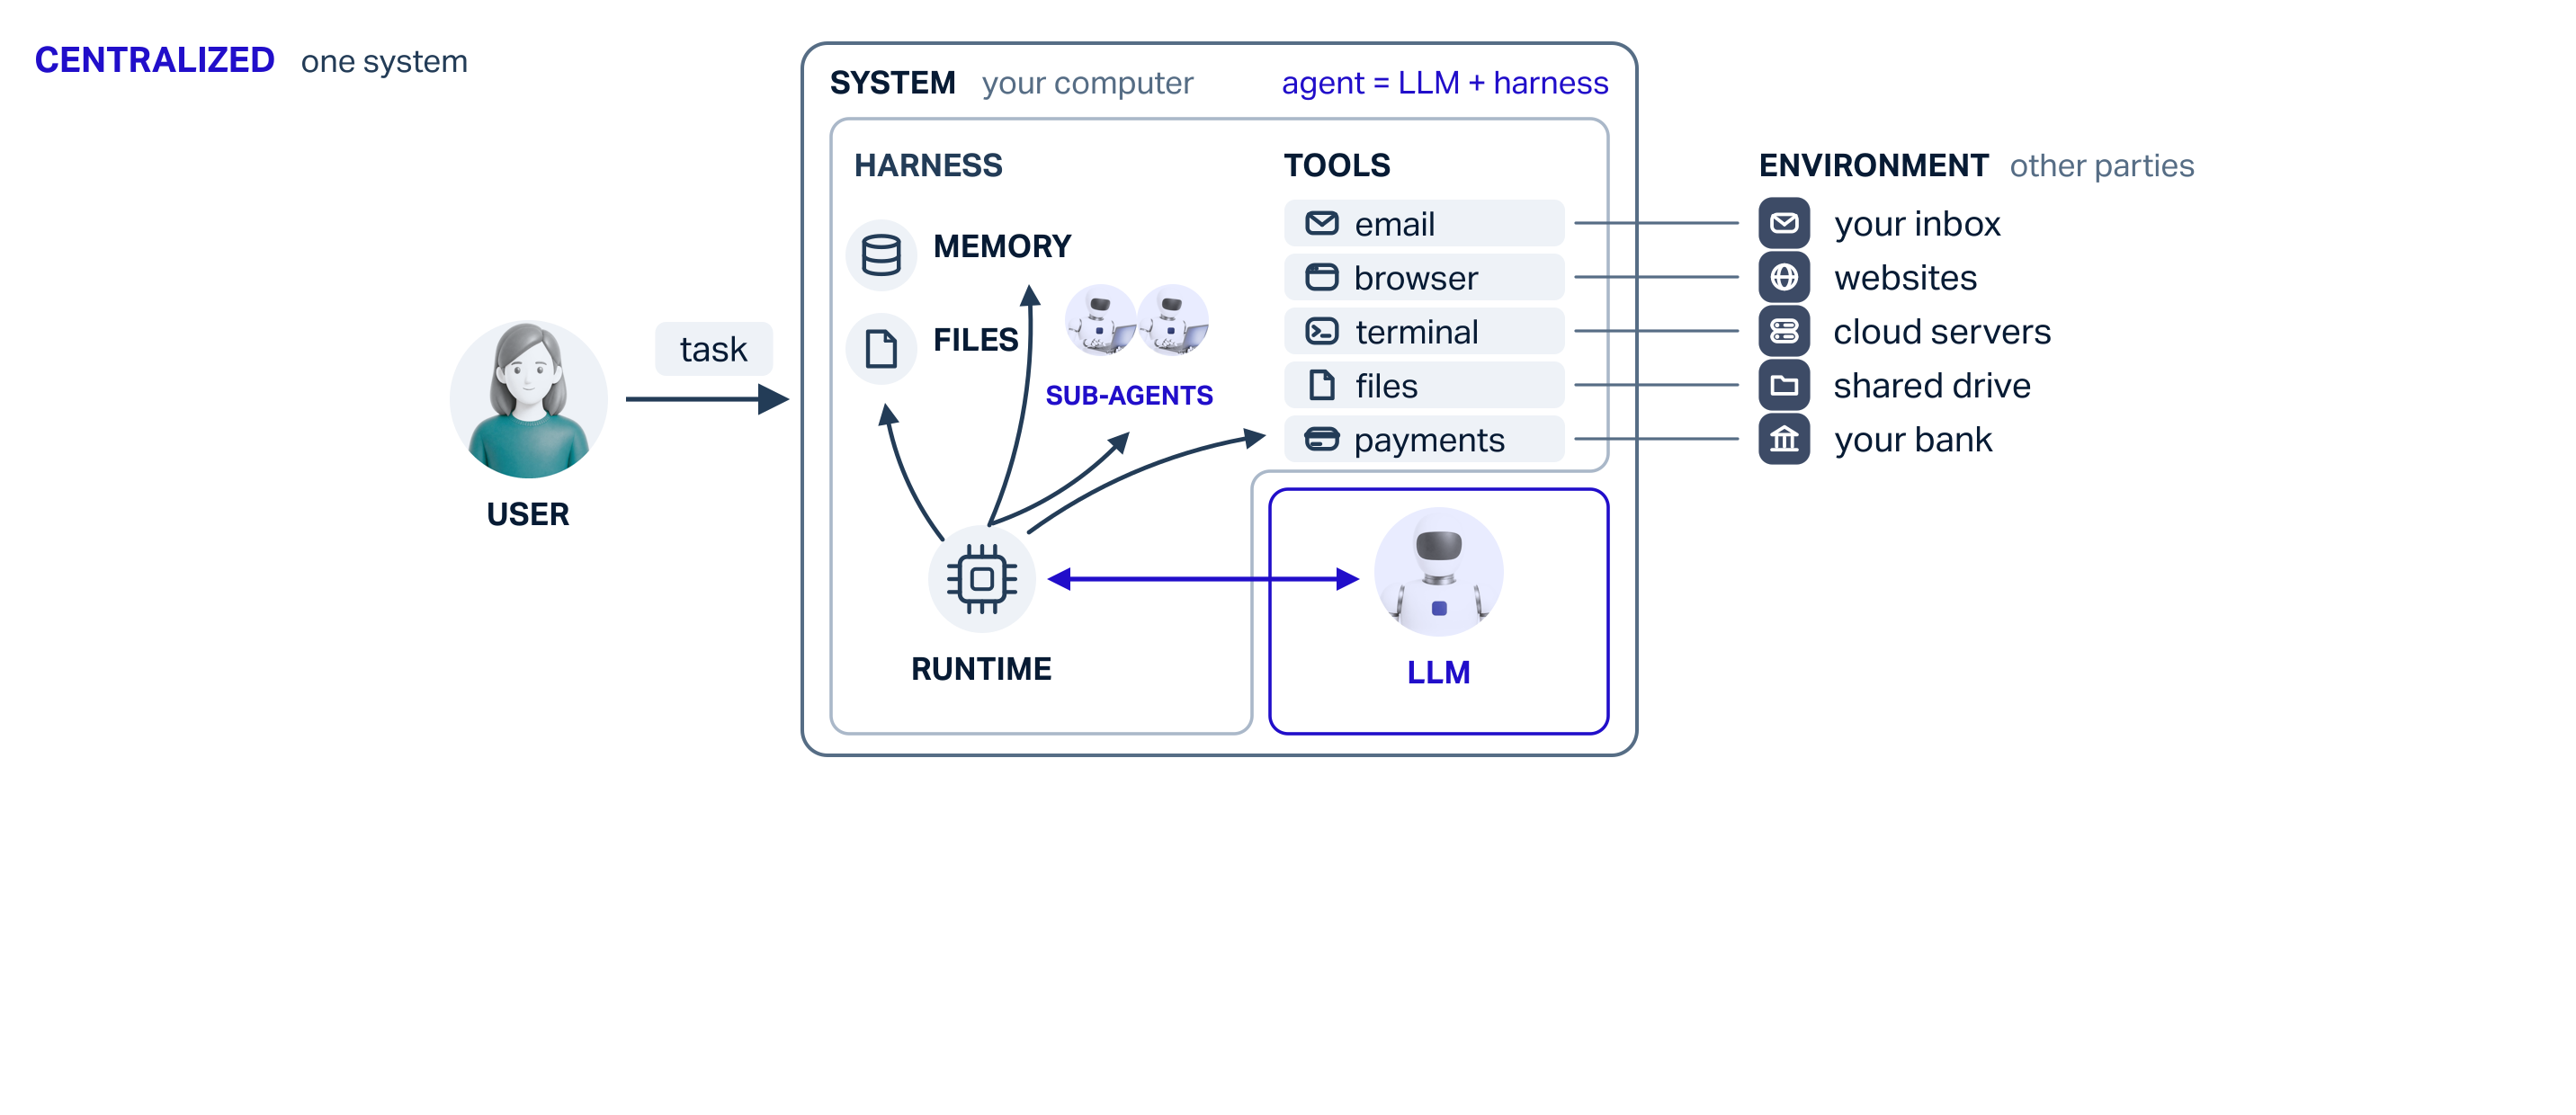 CENTRALIZED one system
SYSTEM your computer agent = LLM + harness
HARNESS
MEMORY
FILES
SUB-AGENTS
RUNTIME
TOOLS
email
browser
terminal
files
payments
LLM
ENVIRONMENT other parties
your inbox
websites
cloud servers
shared drive
your bank
task
USER